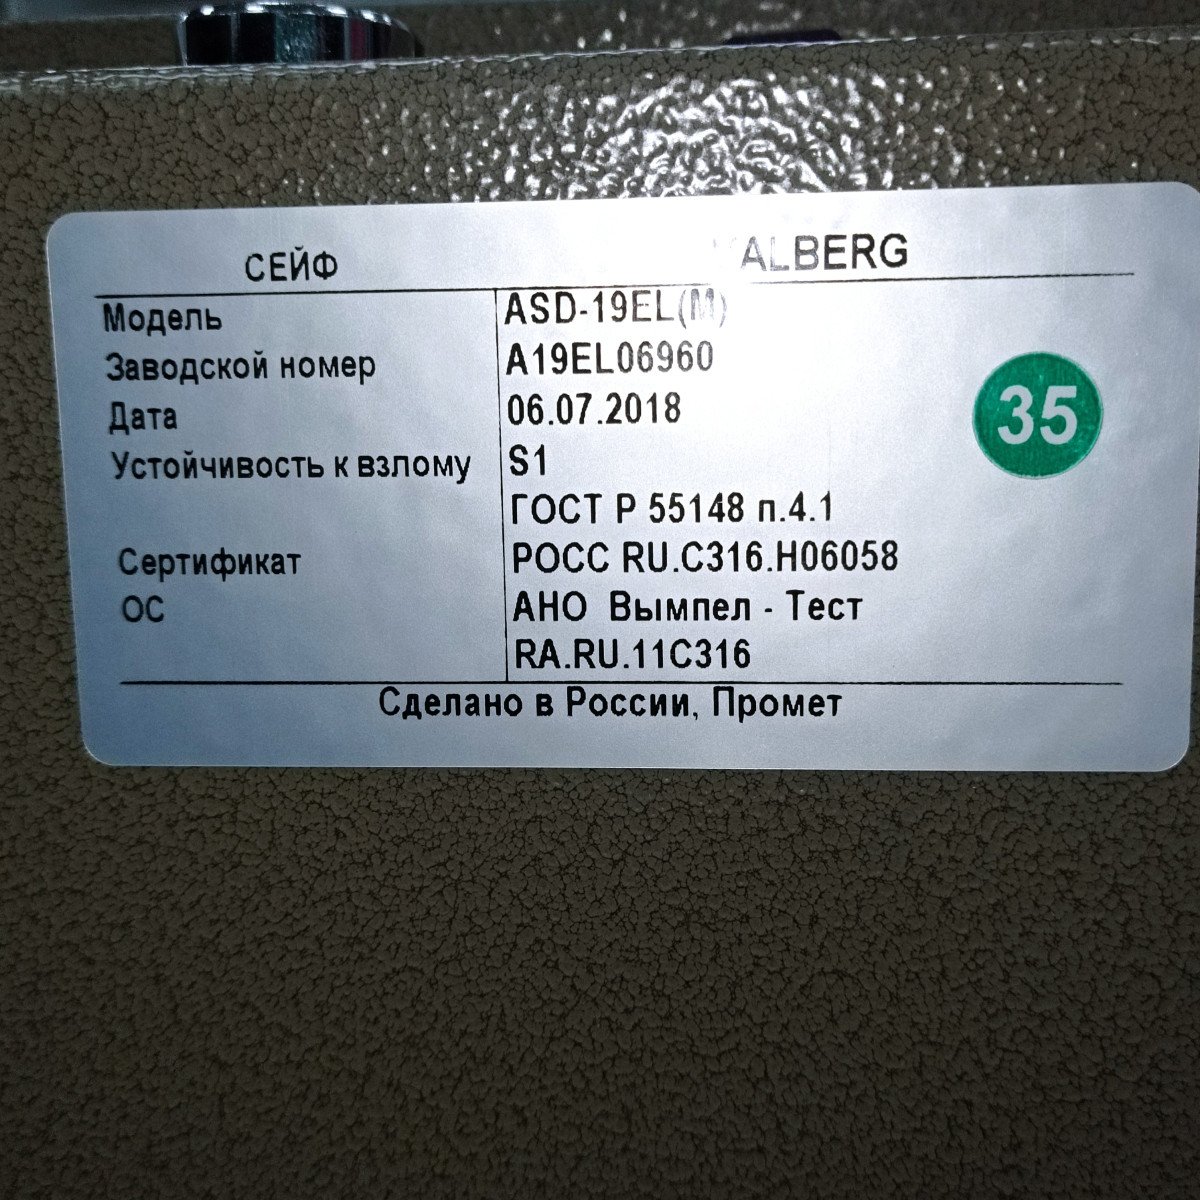 СЕЙФ VALBERG
Модель ASD-19EL(M)
Заводской номер A19EL06960
Дата 06.07.2018
35
Устойчивость к взлому S1
ГОСТ Р 55148 п.4.1
Сертификат РОСС RU.C316.H06058
ОС АНО Вымпел - Тест
RA.RU.11C316
Сделано в России, Промет